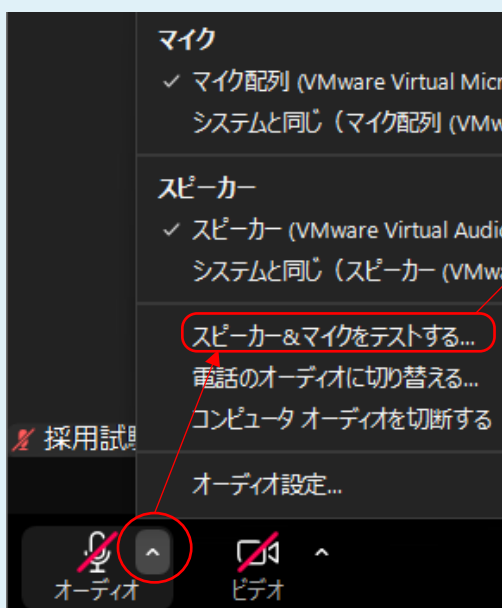 マイク
マイク配列 (VMware Virtual Micr
システムと同じ（マイク配列 (VMw
スピーカー
スピーカー (VMware Virtual Audi
システムと同じ（スピーカー (VMwa
スピーカー&マイクをテストする...
電話のオーディオに切り替える...
コンピュータ オーディオを切断する
採用試
オーディオ設定...
オーディオ
ビデオ